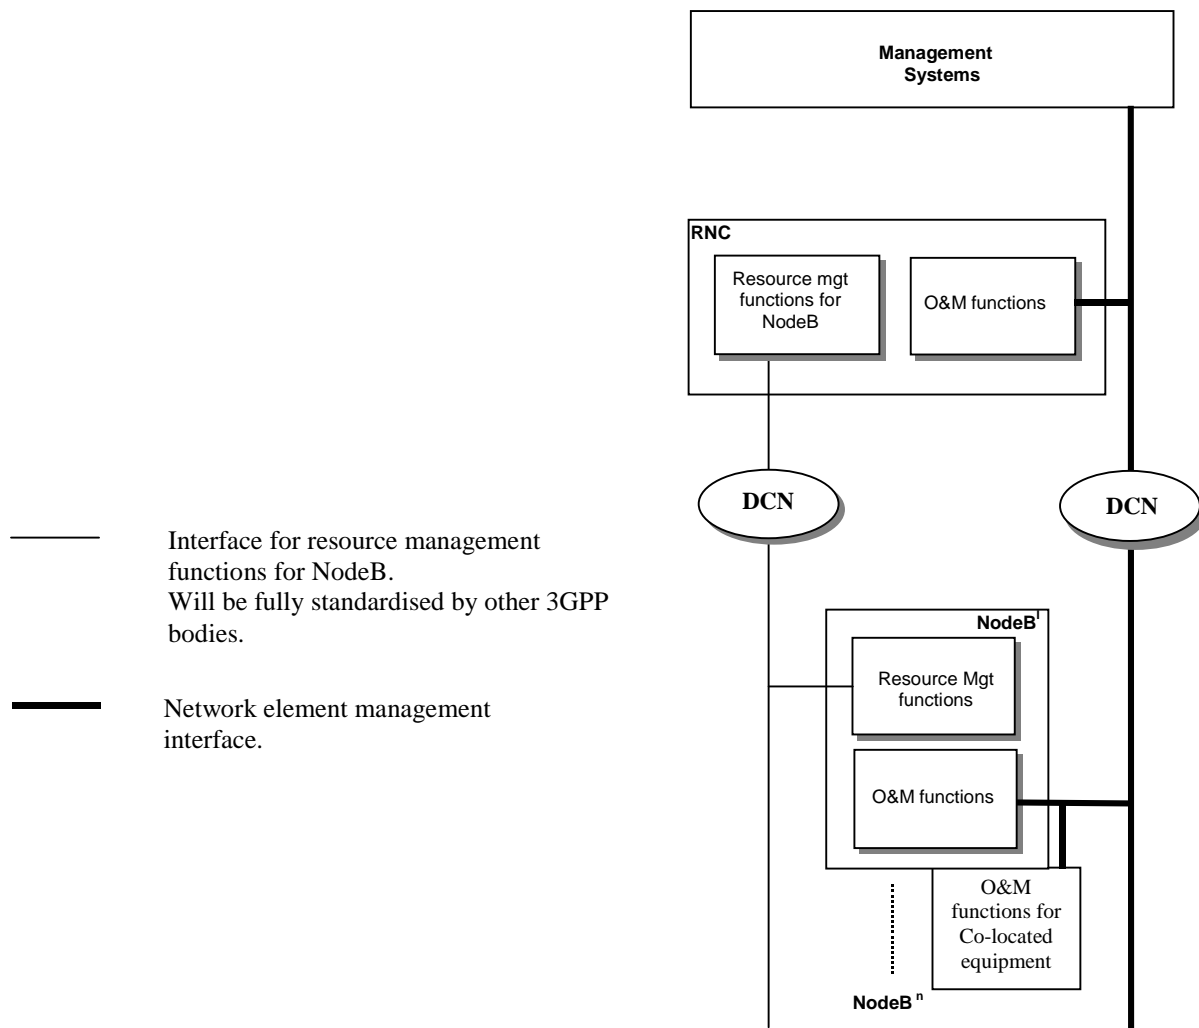 Management
Systems
RNC
Resource mgt
functions for
NodeB
O&M functions
DCN
DCN
Interface for resource management
functions for NodeB.
Will be fully standardised by other 3GPP
bodies.
Network element management
interface.
NodeB¹
Resource Mgt
functions
O&M functions
O&M
functions for
Co-located
equipment
NodeB ⁿ